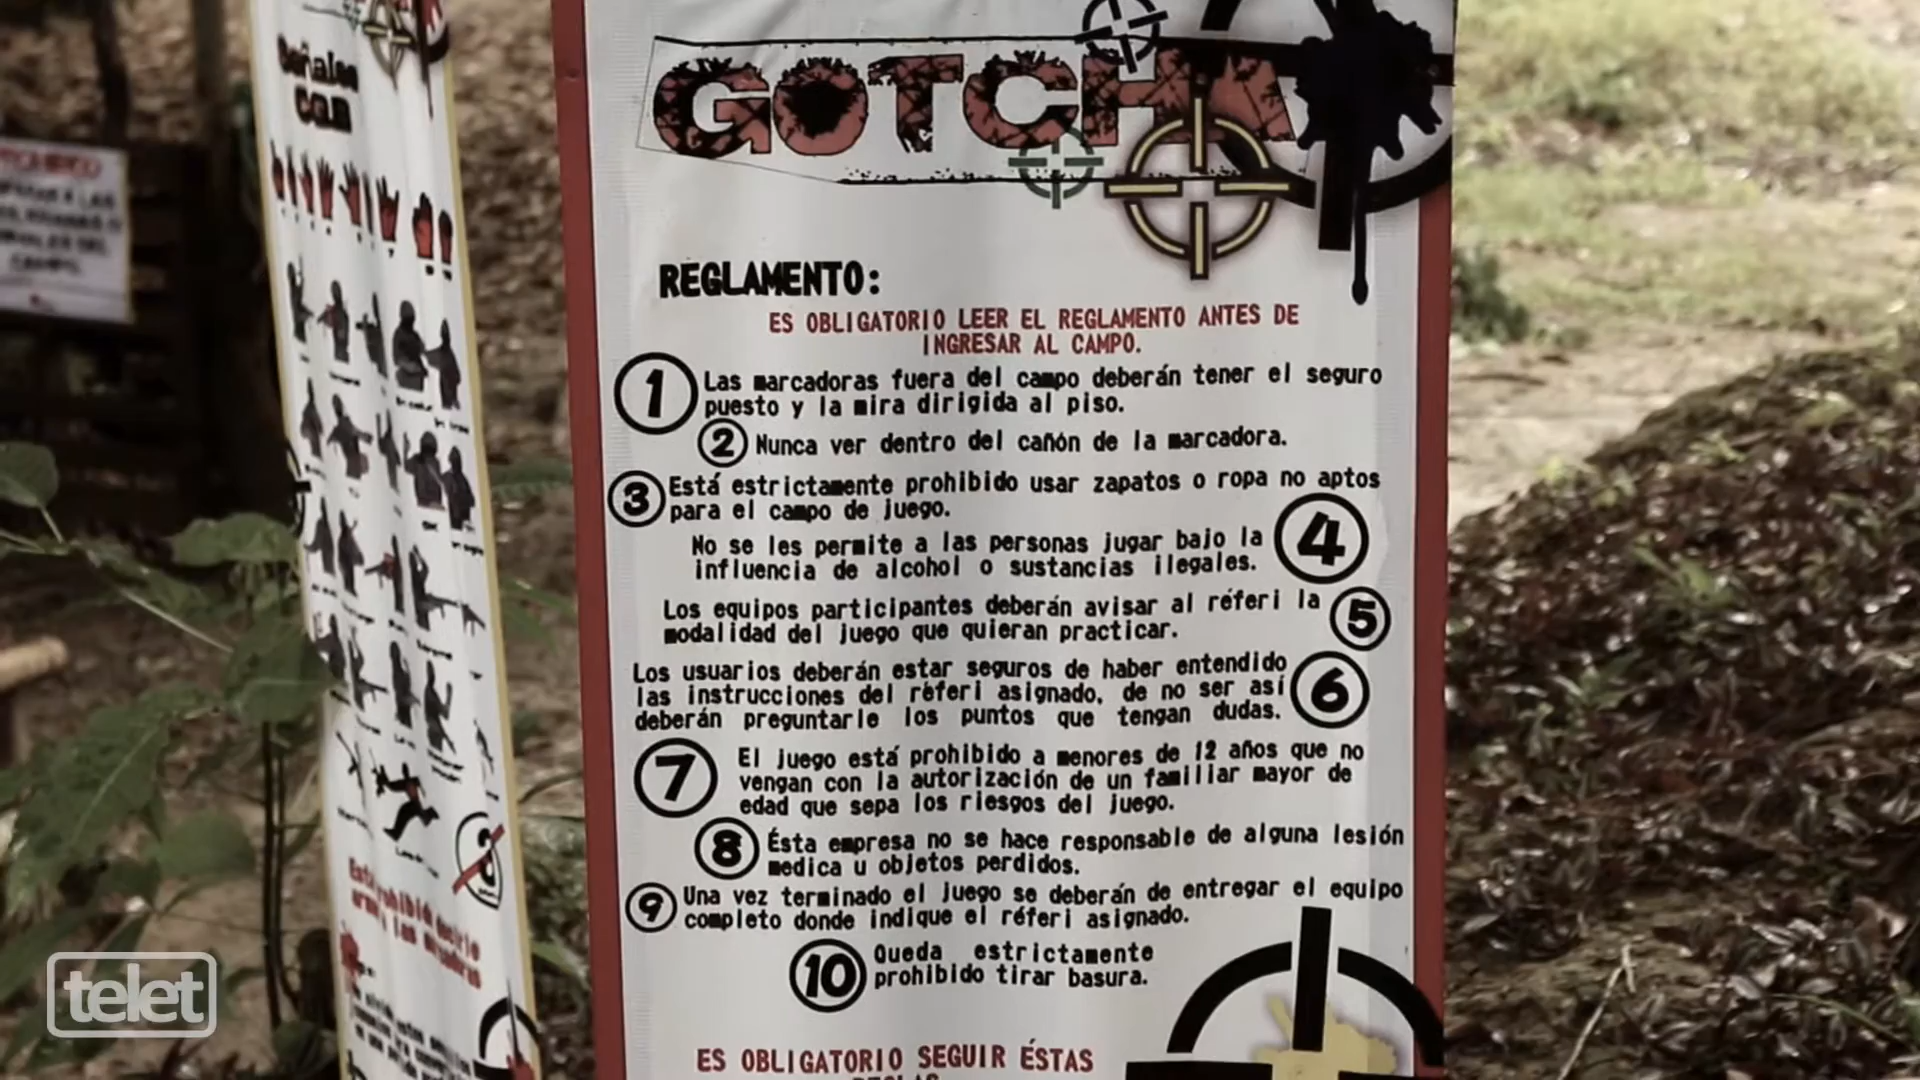 Señales
CQB
GOTCHA
REGLAMENTO:
ES OBLIGATORIO LEER EL REGLAMENTO ANTES DE
INGRESAR AL CAMPO.
1 Las marcadoras fuera del campo deberán tener el seguro
puesto y la mira dirigida al piso.
2 Nunca ver dentro del cañón de la marcadora.
3 Está estrictamente prohibido usar zapatos o ropa no aptos
para el campo de juego.
No se les permite a las personas jugar bajo la 4
influencia de alcohol o sustancias ilegales.
Los equipos participantes deberán avisar al réferi la 5
modalidad del juego que quieran practicar.
Los usuarios deberán estar seguros de haber entendido 6
las instrucciones del réferi asignado, de no ser así
deberán preguntarle los puntos que tengan dudas.
7 El juego está prohibido a menores de 12 años que no
vengan con la autorización de un familiar mayor de
edad que sepa los riesgos del juego.
8 Ésta empresa no se hace responsable de alguna lesión
medica u objetos perdidos.
9 Una vez terminado el juego se deberán de entregar el equipo
completo donde indique el réferi asignado.
10 Queda estrictamente
prohibido tirar basura.
ES OBLIGATORIO SEGUIR ÉSTAS
telet